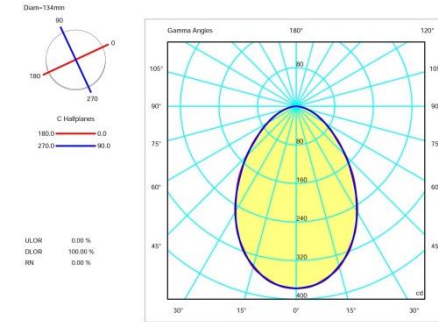 Diam=134mm
90
0
180
270
C Halfplanes
180.0 0.0
270.0 90.0
ULOR 0.00 %
DLOR 100.00 %
RN 0.00 %
Gamma Angles 180° 120°
80
105° 105
90° 90
80
75° 75
160
60° 60
240
45° 45
320
400 cd
30° 15° 0° 15° 30°